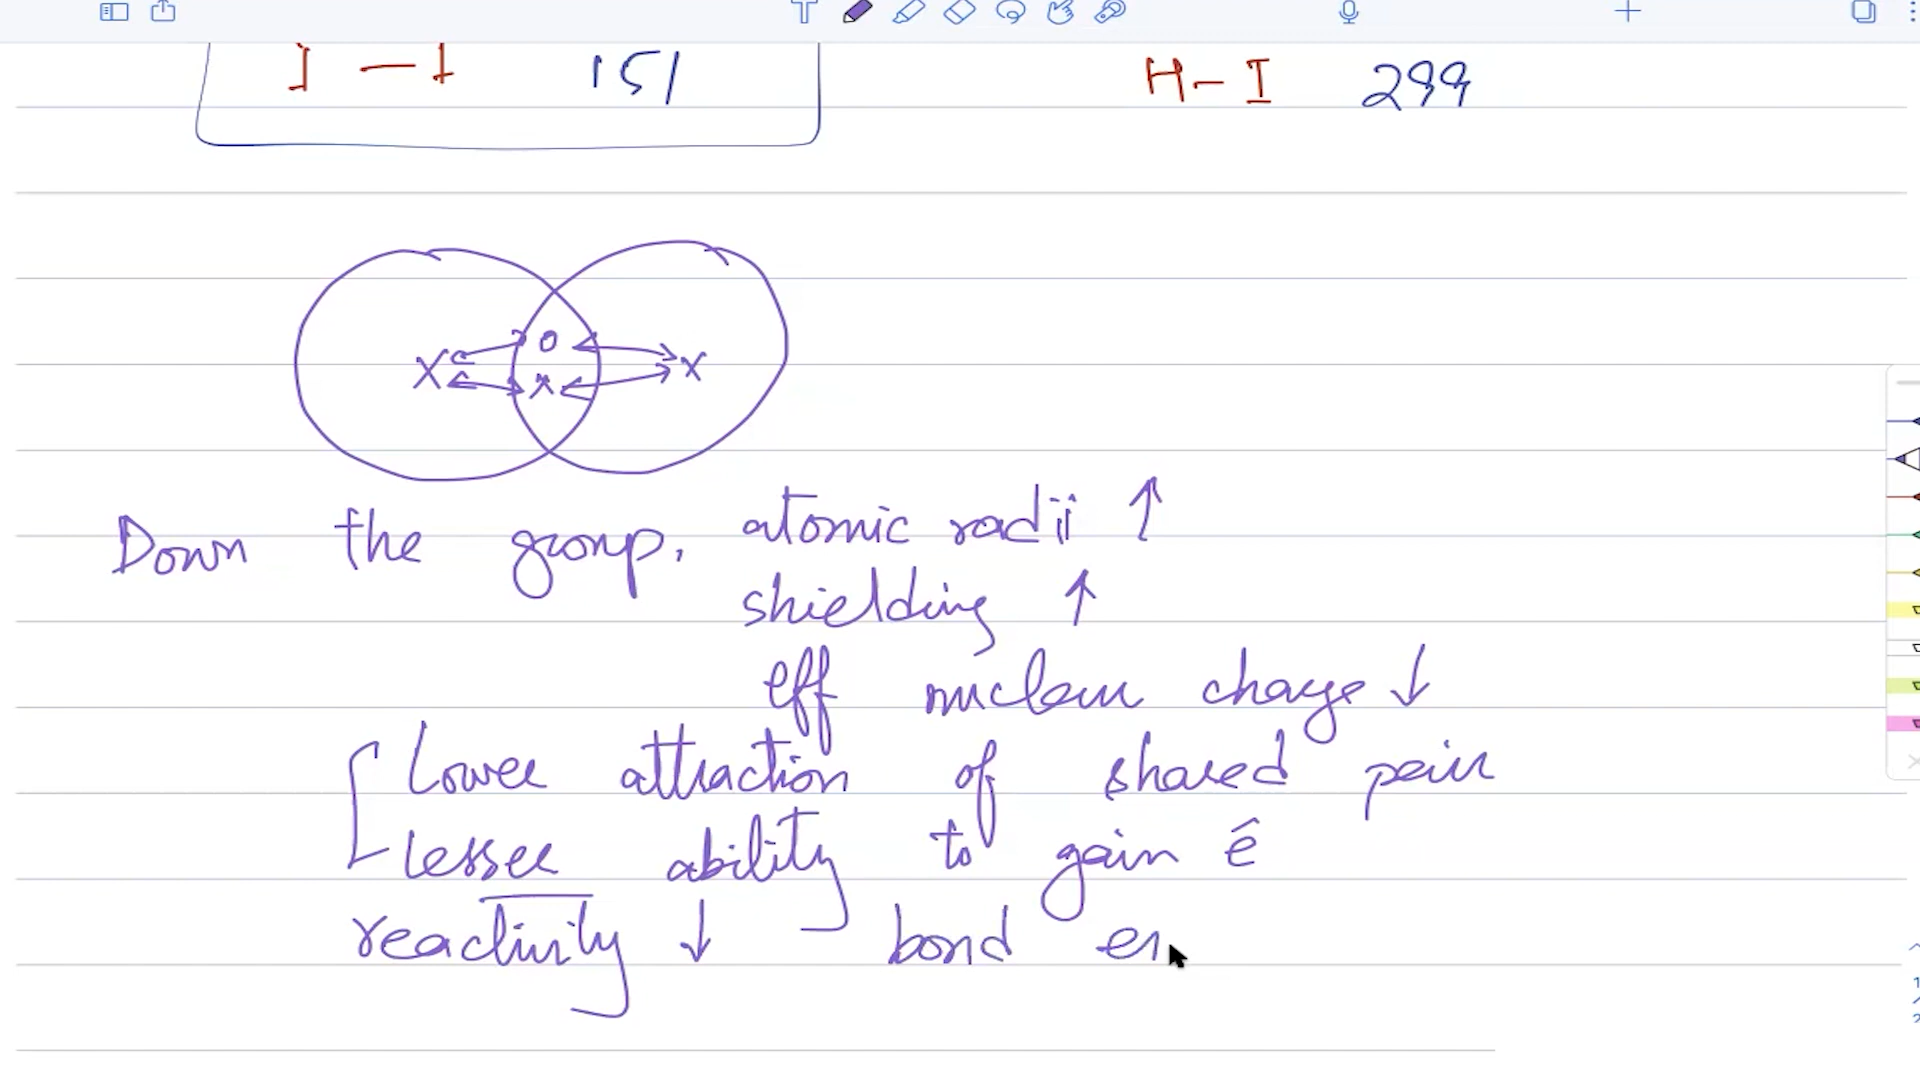 I - I 151
H - I 299
X o x X
Down the group, atomic radii ↑
shielding ↑
eff nuclear charge ↓
Lower attraction of shared pair
lesser ability to gain ē
reactivity ↓ bond en